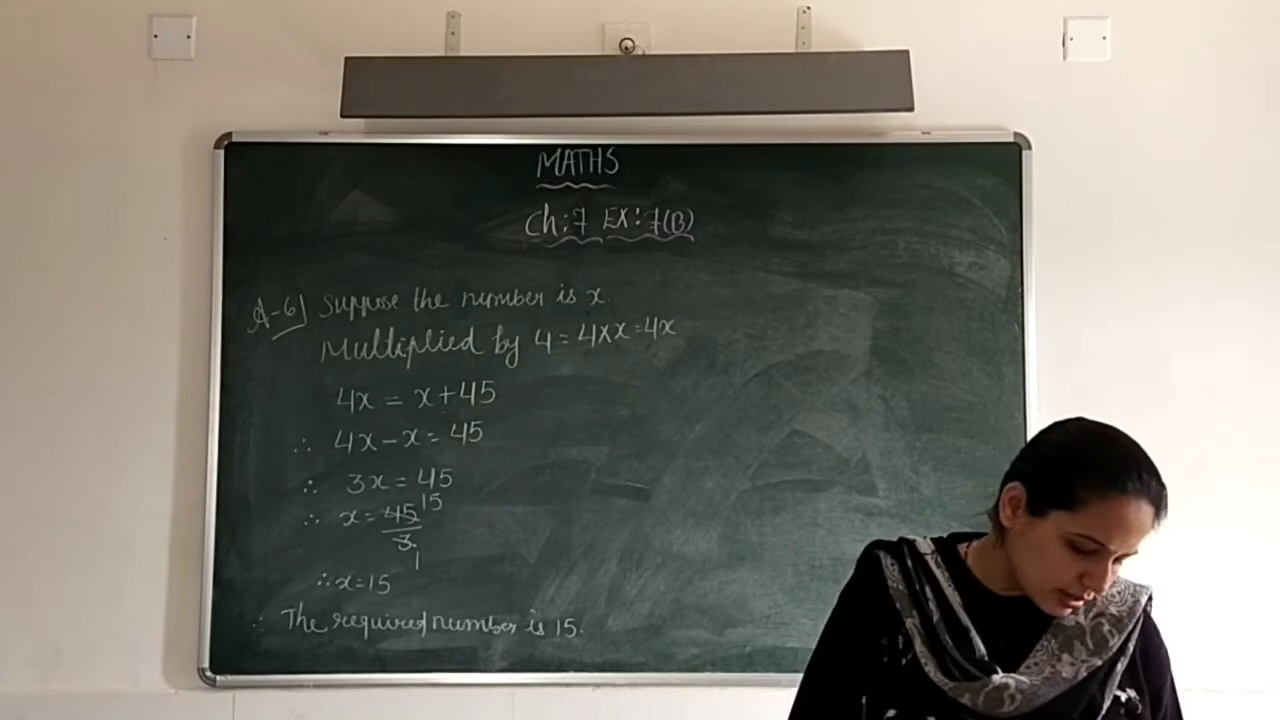 MATHS
Ch:7 EX:7(B)
A-6] Suppose the number is x.
Multiplied by 4 = 4×x = 4x
4x = x+45
∴ 4x-x = 45
∴ 3x = 45
∴ x = 45/3 15 1
∴ x=15
∴ The required number is 15.